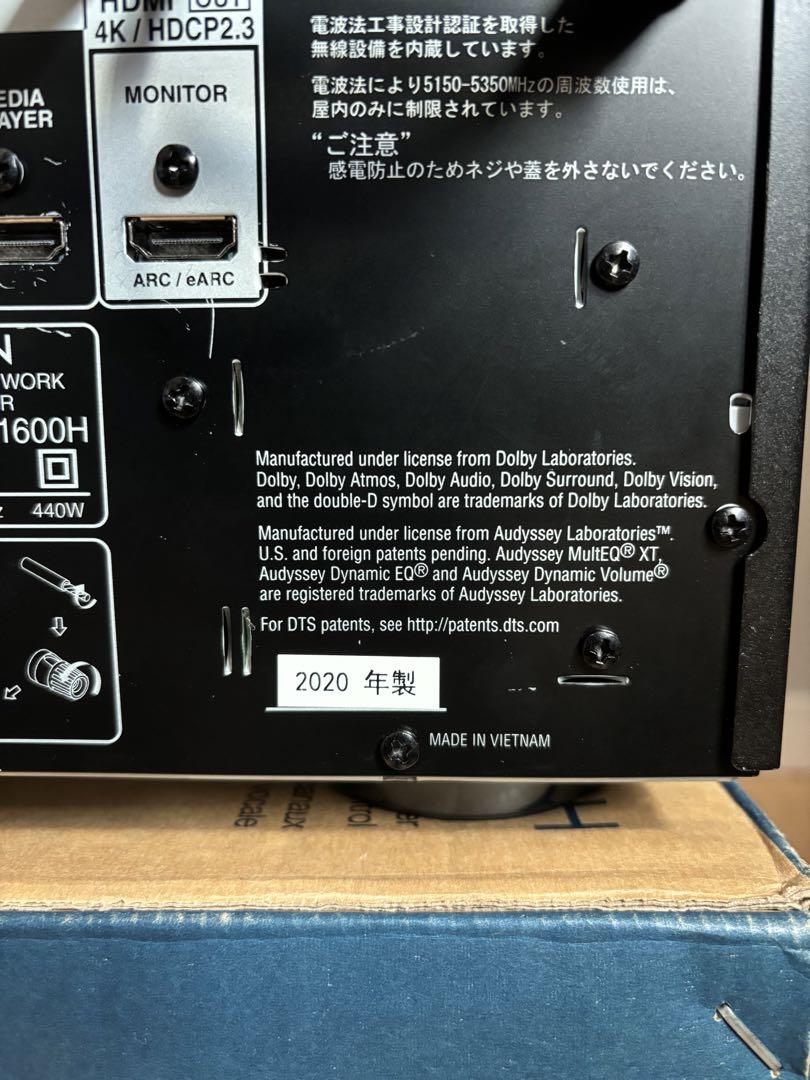 HDMI OUT
4K / HDCP2.3
MONITOR
ARC / eARC
EDIA
AYER
電波法工事設計認証を取得した
無線設備を内蔵しています。
電波法により5150-5350MHzの周波数使用は、
屋内のみに制限されています。
“ご注意”
感電防止のためネジや蓋を外さないでください。
N
WORK
R
1600H
z 440W
Manufactured under license from Dolby Laboratories.
Dolby, Dolby Atmos, Dolby Audio, Dolby Surround, Dolby Vision,
and the double-D symbol are trademarks of Dolby Laboratories.
Manufactured under license from Audyssey Laboratories™.
U.S. and foreign patents pending. Audyssey MultEQ® XT,
Audyssey Dynamic EQ® and Audyssey Dynamic Volume®
are registered trademarks of Audyssey Laboratories.
For DTS patents, see http://patents.dts.com
2020 年製
MADE IN VIETNAM